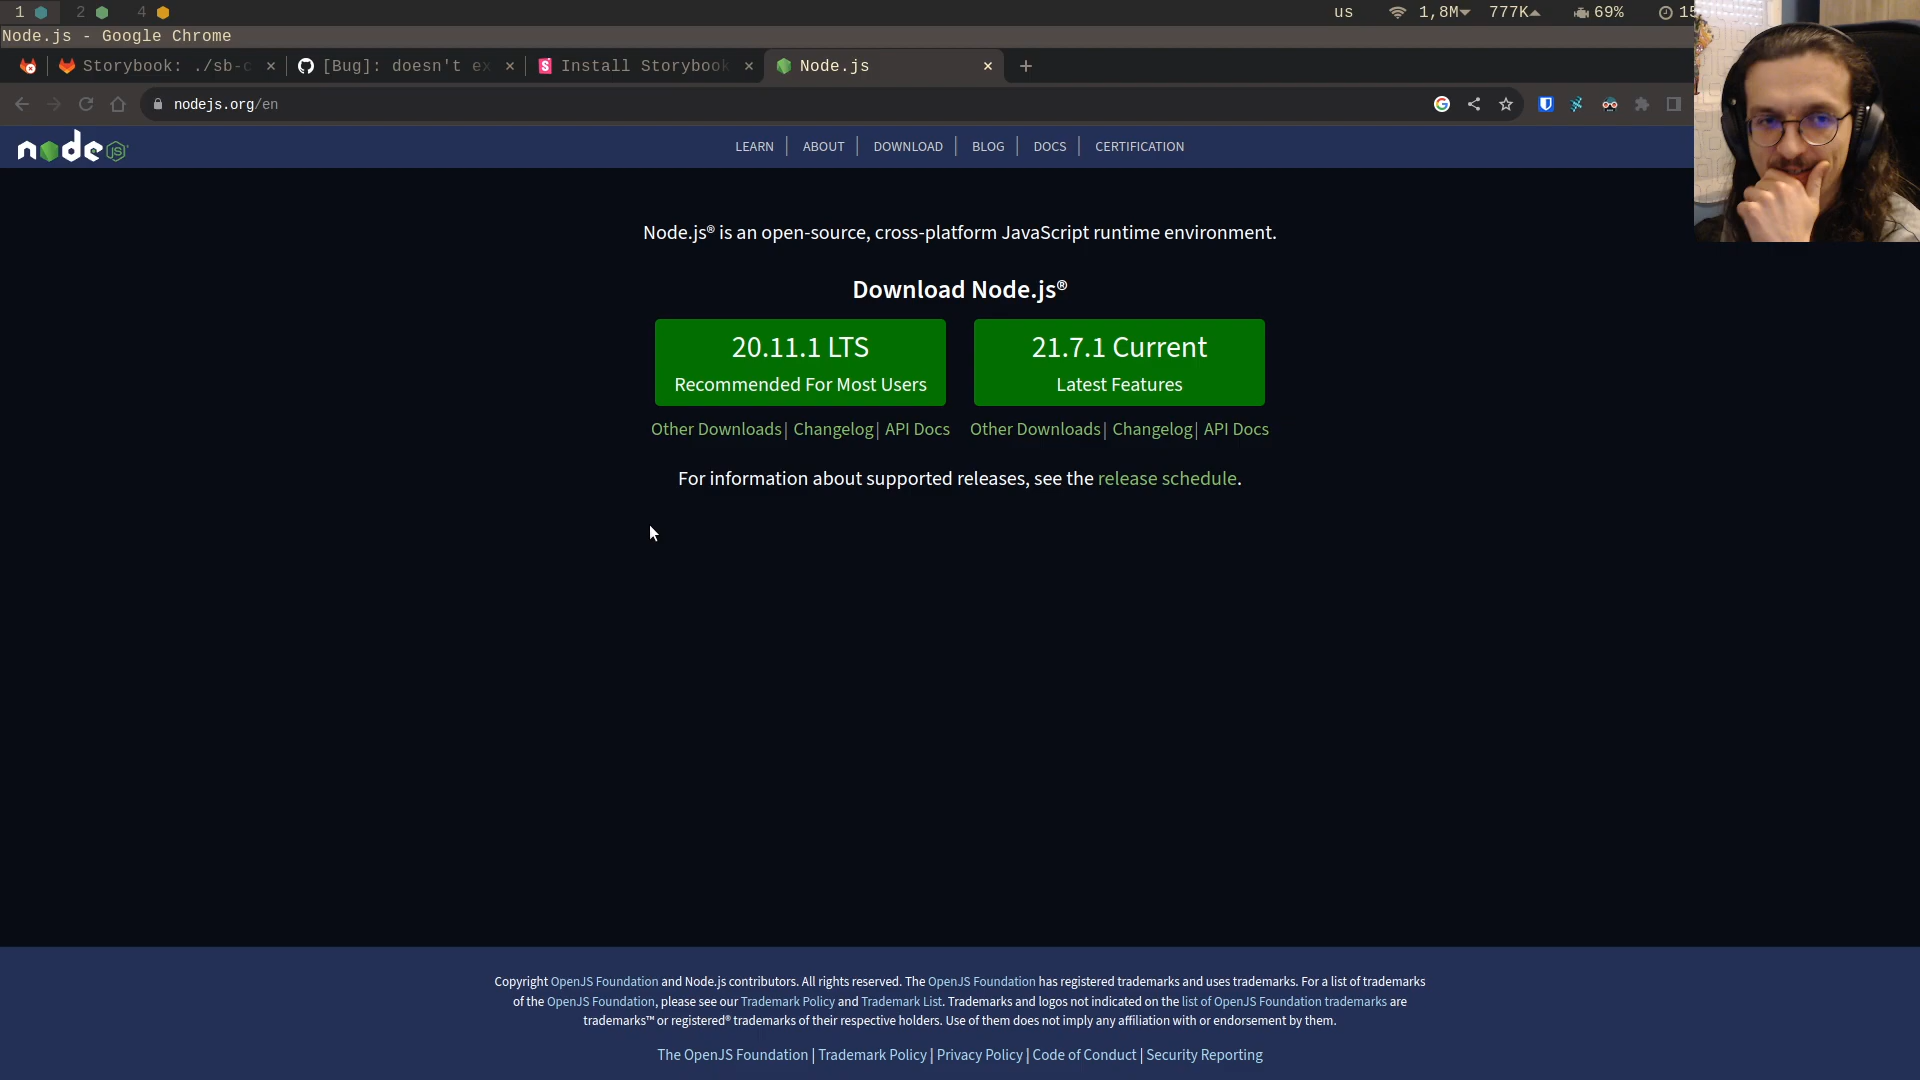 1 2 4 us 1,8M 777K 69% 15
Node.js - Google Chrome
Storybook: ./sb-c [Bug]: doesn't ex Install Storybook Node.js
nodejs.org/en
node JS LEARN ABOUT DOWNLOAD BLOG DOCS CERTIFICATION
Node.js® is an open-source, cross-platform JavaScript runtime environment.
Download Node.js®
20.11.1 LTS
Recommended For Most Users
21.7.1 Current
Latest Features
Other Downloads | Changelog | API Docs
Other Downloads | Changelog | API Docs
For information about supported releases, see the release schedule.
Copyright OpenJS Foundation and Node.js contributors. All rights reserved. The OpenJS Foundation has registered trademarks and uses trademarks. For a list of trademarks
of the OpenJS Foundation, please see our Trademark Policy and Trademark List. Trademarks and logos not indicated on the list of OpenJS Foundation trademarks are
trademarks™ or registered® trademarks of their respective holders. Use of them does not imply any affiliation with or endorsement by them.
The OpenJS Foundation | Trademark Policy | Privacy Policy | Code of Conduct | Security Reporting